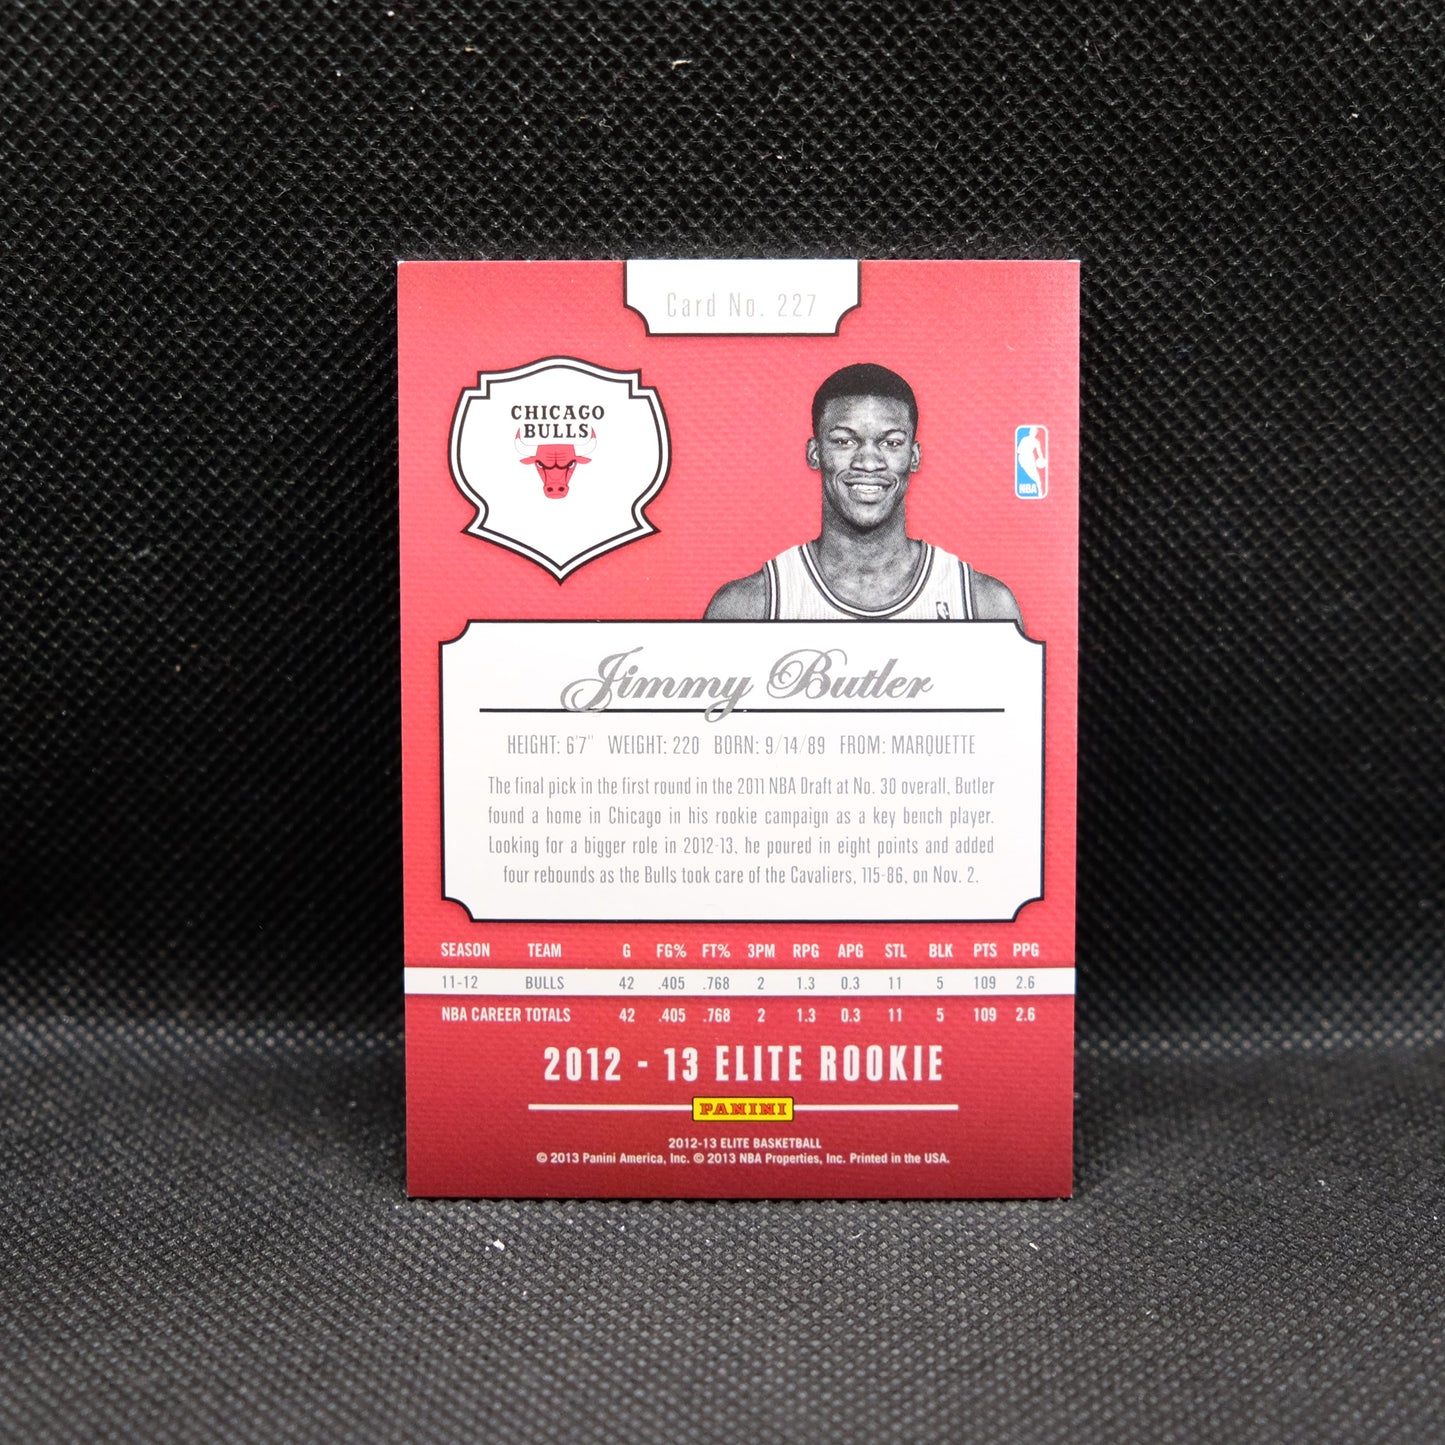 Card No. 227
CHICAGO
BULLS
NBA
Jimmy Butler
HEIGHT: 6'7" WEIGHT: 220 BORN: 9/14/89 FROM: MARQUETTE
The final pick in the first round in the 2011 NBA Draft at No. 30 overall, Butler
found a home in Chicago in his rookie campaign as a key bench player.
Looking for a bigger role in 2012-13, he poured in eight points and added
four rebounds as the Bulls took care of the Cavaliers, 115-86, on Nov. 2.
SEASON TEAM G FG% FT% 3PM RPG APG STL BLK PTS PPG
11-12 BULLS 42 .405 .768 2 1.3 0.3 11 5 109 2.6
NBA CAREER TOTALS 42 .405 .768 2 1.3 0.3 11 5 109 2.6
2012 - 13 ELITE ROOKIE
PANINI
2012-13 ELITE BASKETBALL
© 2013 Panini America, Inc. © 2013 NBA Properties, Inc. Printed in the USA.